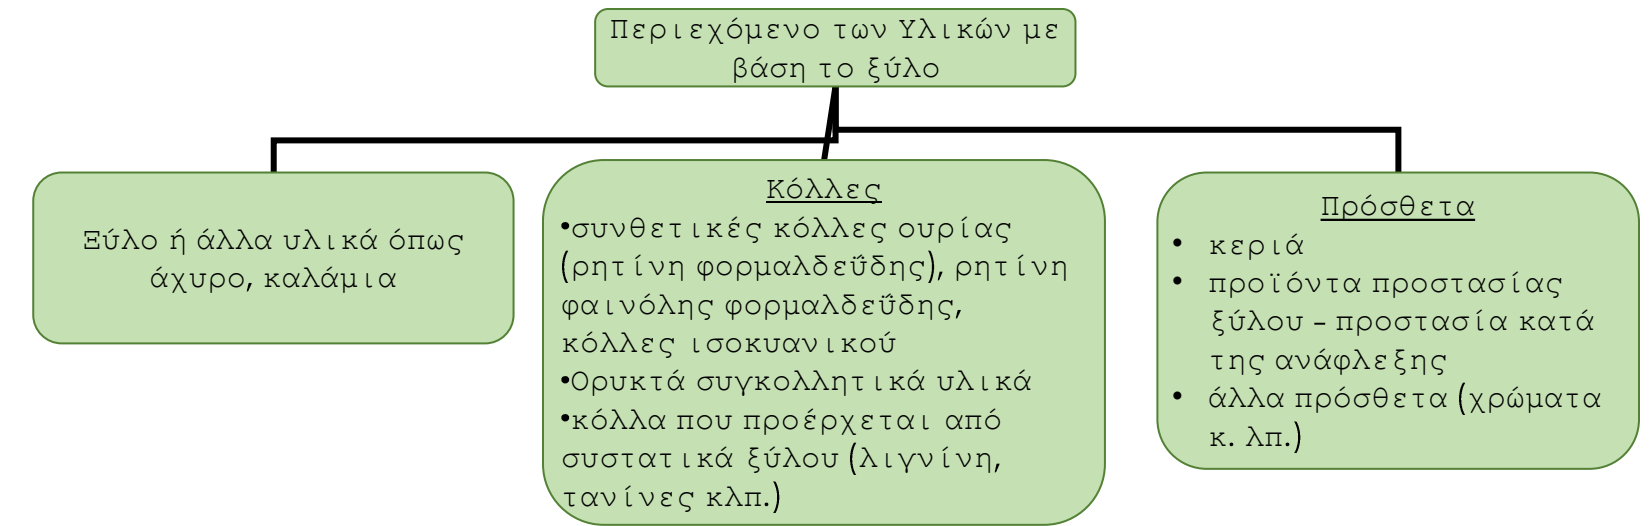 Περιεχόμενο των Υλικών με
βάση το ξύλο
Ξύλο ή άλλα υλικά όπως
άχυρο, καλάμια
Κόλλες
•συνθετικές κόλλες ουρίας
(ρητίνη φορμαλδεΰδης), ρητίνη
φαινόλης φορμαλδεΰδης,
κόλλες ισοκυανικού
•Ορυκτά συγκολλητικά υλικά
•κόλλα που προέρχεται από
συστατικά ξύλου (λιγνίνη,
τανίνες κλπ.)
Πρόσθετα
• κεριά
• προϊόντα προστασίας
ξύλου – προστασία κατά
της ανάφλεξης
• άλλα πρόσθετα (χρώματα
κ. λπ.)